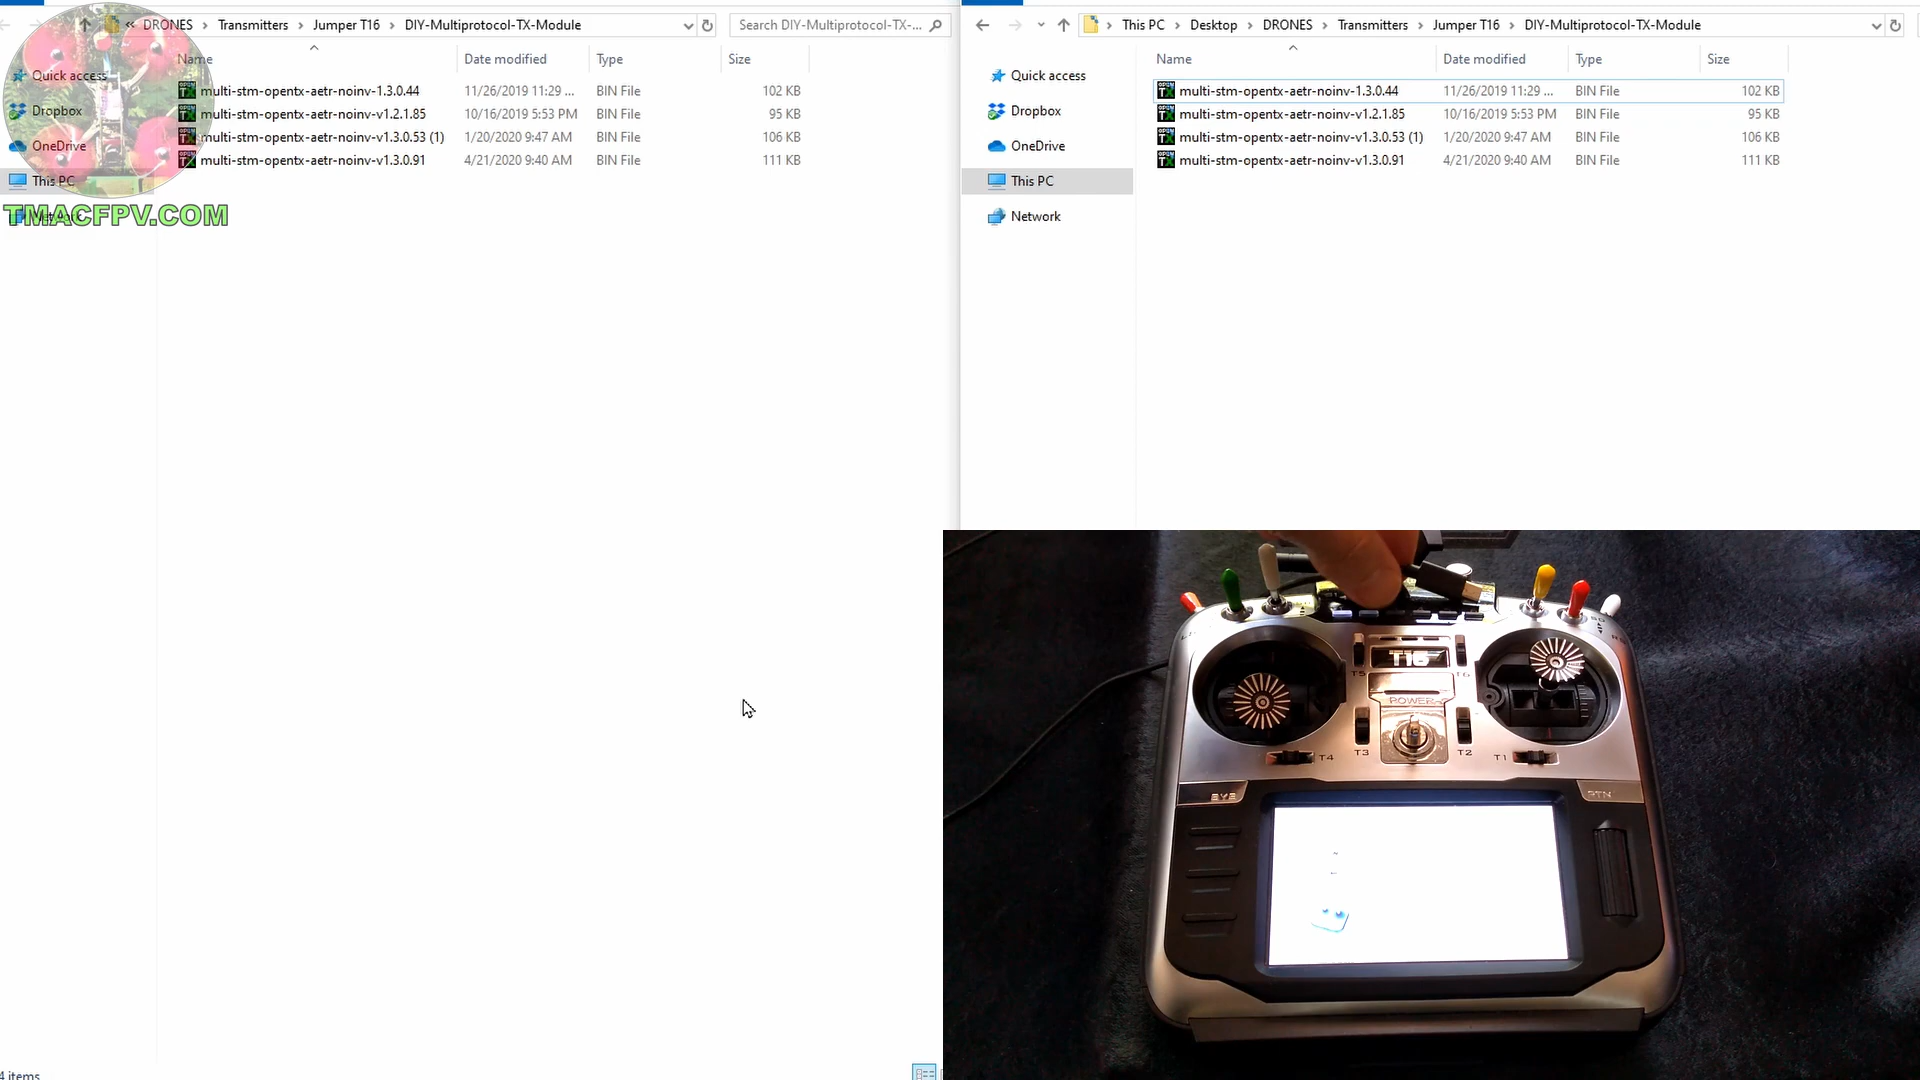 DRONES > Transmitters > Jumper T16 > DIY-Multiprotocol-TX-Module
Search DIY-Multiprotocol-TX-...
Name Date modified Type Size
Quick access
Dropbox
OneDrive
This PC
Network
multi-stm-opentx-aetr-noinv-1.3.0.44 11/26/2019 11:29 ... BIN File 102 KB
multi-stm-opentx-aetr-noinv-v1.2.1.85 10/16/2019 5:53 PM BIN File 95 KB
multi-stm-opentx-aetr-noinv-v1.3.0.53 (1) 1/20/2020 9:47 AM BIN File 106 KB
multi-stm-opentx-aetr-noinv-v1.3.0.91 4/21/2020 9:40 AM BIN File 111 KB
TMACFPV.COM
4 items
This PC > Desktop > DRONES > Transmitters > Jumper T16 > DIY-Multiprotocol-TX-Module
Name Date modified Type Size
Quick access
Dropbox
OneDrive
This PC
Network
multi-stm-opentx-aetr-noinv-1.3.0.44 11/26/2019 11:29 ... BIN File 102 KB
multi-stm-opentx-aetr-noinv-v1.2.1.85 10/16/2019 5:53 PM BIN File 95 KB
multi-stm-opentx-aetr-noinv-v1.3.0.53 (1) 1/20/2020 9:47 AM BIN File 106 KB
multi-stm-opentx-aetr-noinv-v1.3.0.91 4/21/2020 9:40 AM BIN File 111 KB
T16
T5 T6
POWER
T3 T2
T4 T1
EYE RTN